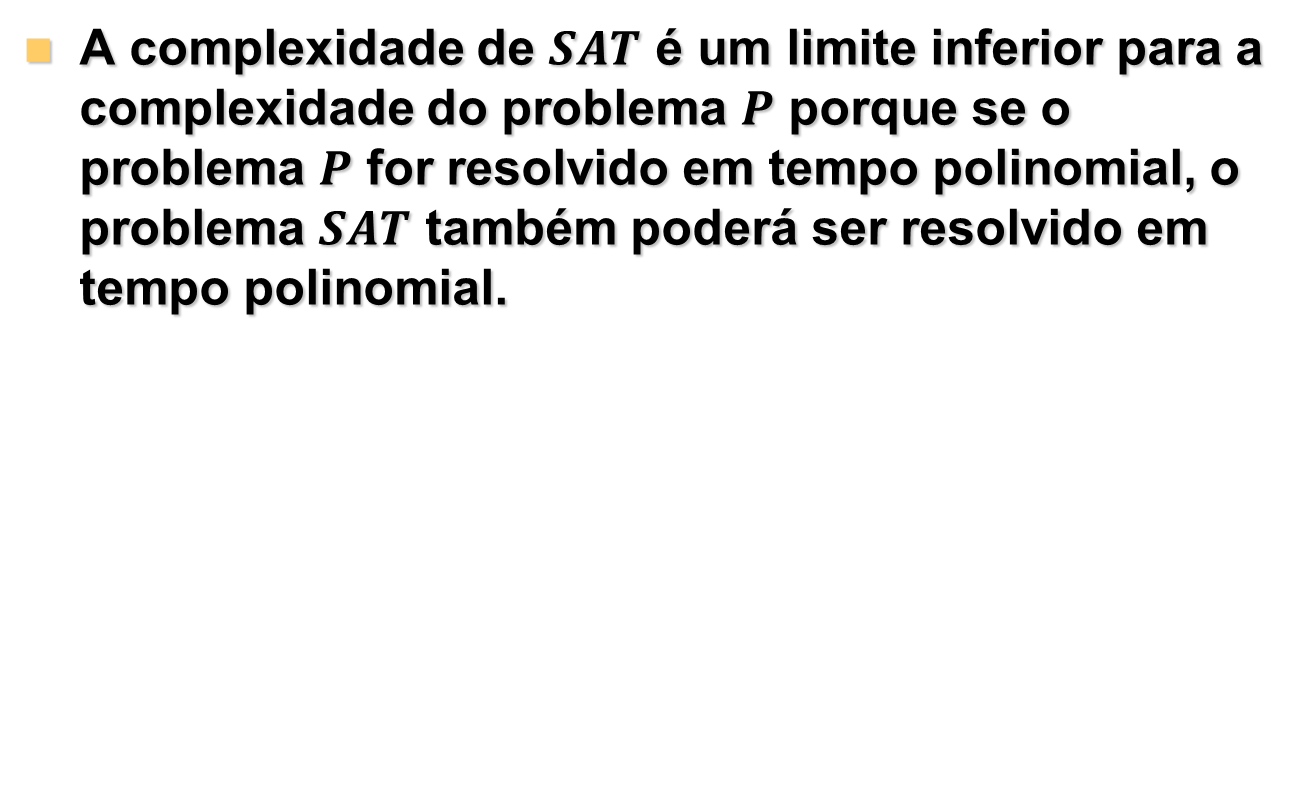 A complexidade de SAT é um limite inferior para a
complexidade do problema P porque se o
problema P for resolvido em tempo polinomial, o
problema SAT também poderá ser resolvido em
tempo polinomial.